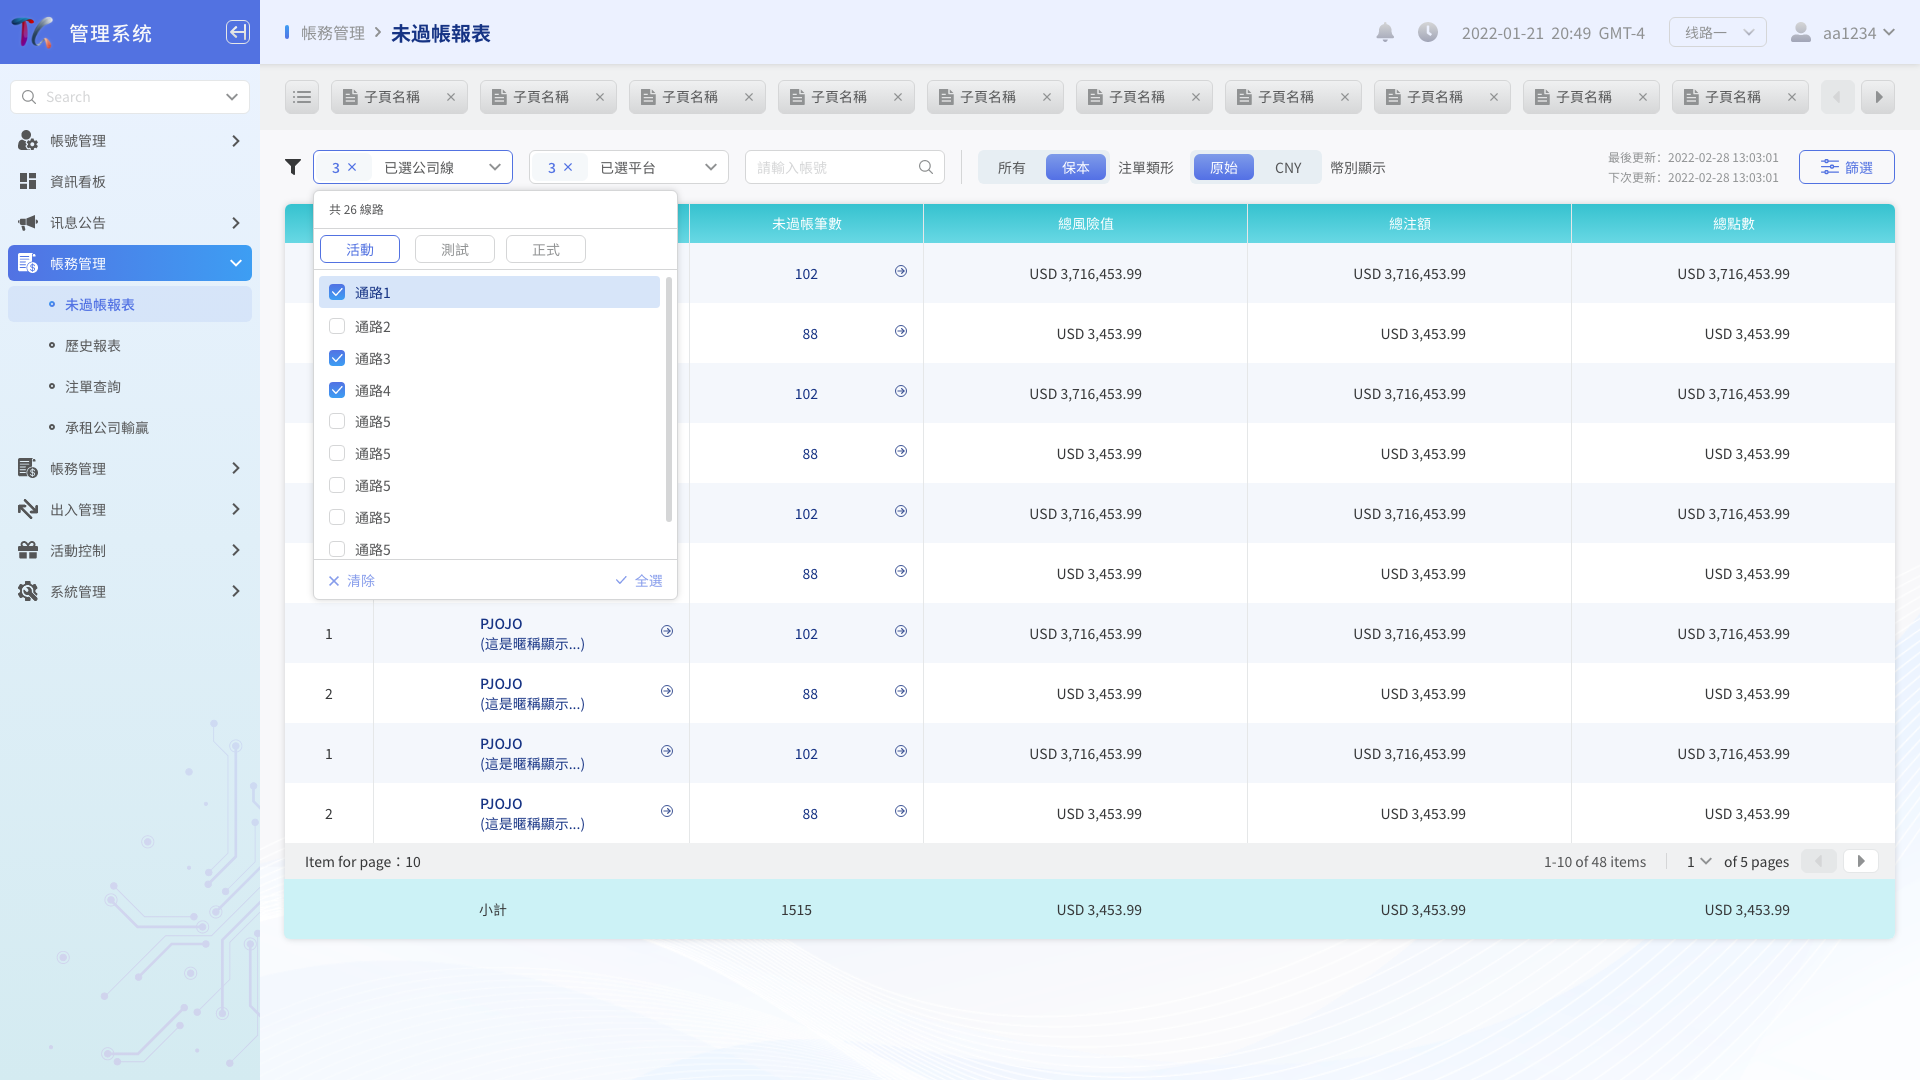 TC 管理系统
帳務管理 > 未過帳報表
2022-01-21 20:49 GMT-4
线路一
aa1234
Search
帳號管理
資訊看板
讯息公告
帳務管理
未過帳報表
歷史報表
注單查詢
承租公司輸贏
帳務管理
出入管理
活動控制
系統管理
子頁名稱 × 子頁名稱 × 子頁名稱 × 子頁名稱 × 子頁名稱 × 子頁名稱 × 子頁名稱 × 子頁名稱 × 子頁名稱 × 子頁名稱 ×
3 × 已選公司線
3 × 已選平台
請輸入帳號
所有 保本 注單類形
原始 CNY 幣別顯示
最後更新：2022-02-28 13:03:01
下次更新：2022-02-28 13:03:01
篩選
共 26 線路
活動 測試 正式
通路1
通路2
通路3
通路4
通路5
通路5
通路5
通路5
通路5
清除 全選
未過帳筆數 總風險值 總注額 總點數
102 USD 3,716,453.99 USD 3,716,453.99 USD 3,716,453.99
88 USD 3,453.99 USD 3,453.99 USD 3,453.99
102 USD 3,716,453.99 USD 3,716,453.99 USD 3,716,453.99
88 USD 3,453.99 USD 3,453.99 USD 3,453.99
102 USD 3,716,453.99 USD 3,716,453.99 USD 3,716,453.99
88 USD 3,453.99 USD 3,453.99 USD 3,453.99
1 PJOJO (這是暱稱顯示...) 102 USD 3,716,453.99 USD 3,716,453.99 USD 3,716,453.99
2 PJOJO (這是暱稱顯示...) 88 USD 3,453.99 USD 3,453.99 USD 3,453.99
1 PJOJO (這是暱稱顯示...) 102 USD 3,716,453.99 USD 3,716,453.99 USD 3,716,453.99
2 PJOJO (這是暱稱顯示...) 88 USD 3,453.99 USD 3,453.99 USD 3,453.99
Item for page：10
1-10 of 48 items
1 of 5 pages
小計 1515 USD 3,453.99 USD 3,453.99 USD 3,453.99